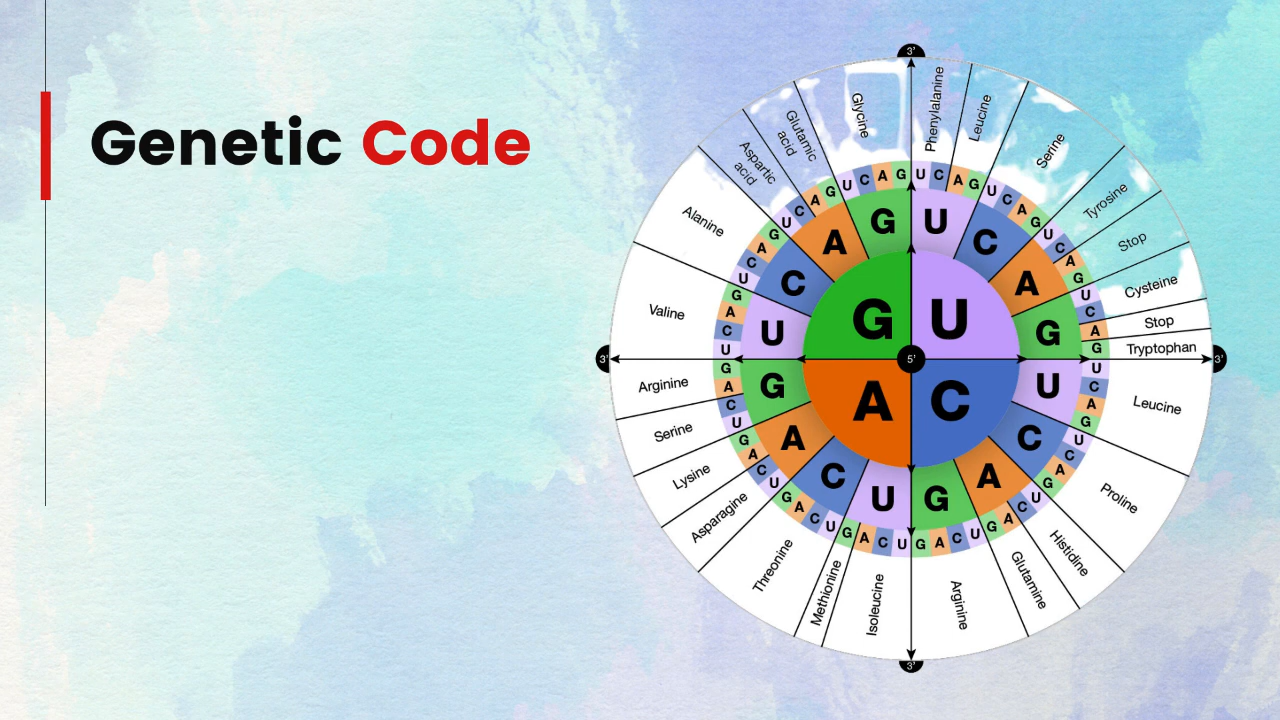 Genetic Code
3'
Phenylalanine
Leucine
Serine
Tyrosine
Stop
Cysteine
Stop
Tryptophan
3'
Leucine
Proline
Histidine
Glutamine
Arginine
3'
Isoleucine
Methionine
Threonine
Asparagine
Lysine
Serine
Arginine
3'
Valine
Alanine
Aspartic
acid
Glutamic
acid
Glycine
U C A G U C A G U C A G U C A G
U C A G U C A G U C A G U C A G
U C A G U C A G U C A G U C A G
U C A G U C A G U C A G U C A G
U C A G
U C A G
U C A G
U C A G
G U
5'
A C